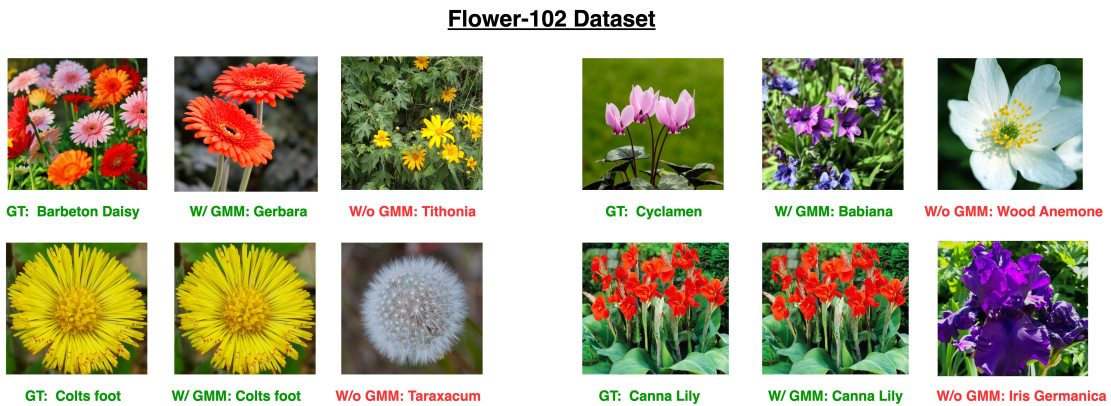 Flower-102 Dataset
GT: Barbeton Daisy
W/ GMM: Gerbara
W/o GMM: Tithonia
GT: Cyclamen
W/ GMM: Babiana
W/o GMM: Wood Anemone
GT: Colts foot
W/ GMM: Colts foot
W/o GMM: Taraxacum
GT: Canna Lily
W/ GMM: Canna Lily
W/o GMM: Iris Germanica